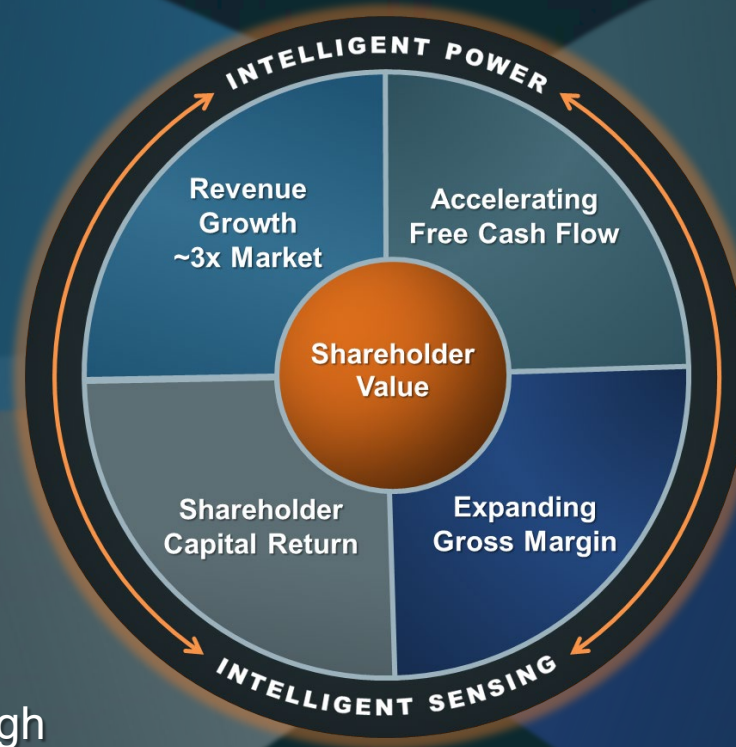 INTELLIGENT POWER
Revenue
Growth
~3x Market
Accelerating
Free Cash Flow
Shareholder
Value
Shareholder
Capital Return
Expanding
Gross Margin
INTELLIGENT SENSING
gh